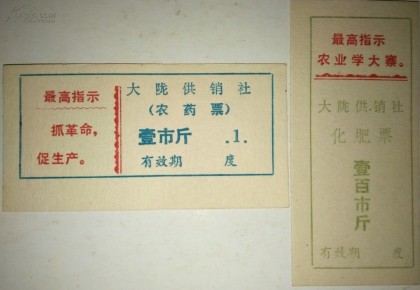 最高指示
抓革命，
促生产。
大陇供销社
（农药票）
壹市斤 .1.
有效期 度
最高指示
农业学大寨。
大陇供.销社
化肥票
壹百市斤
有效期 度